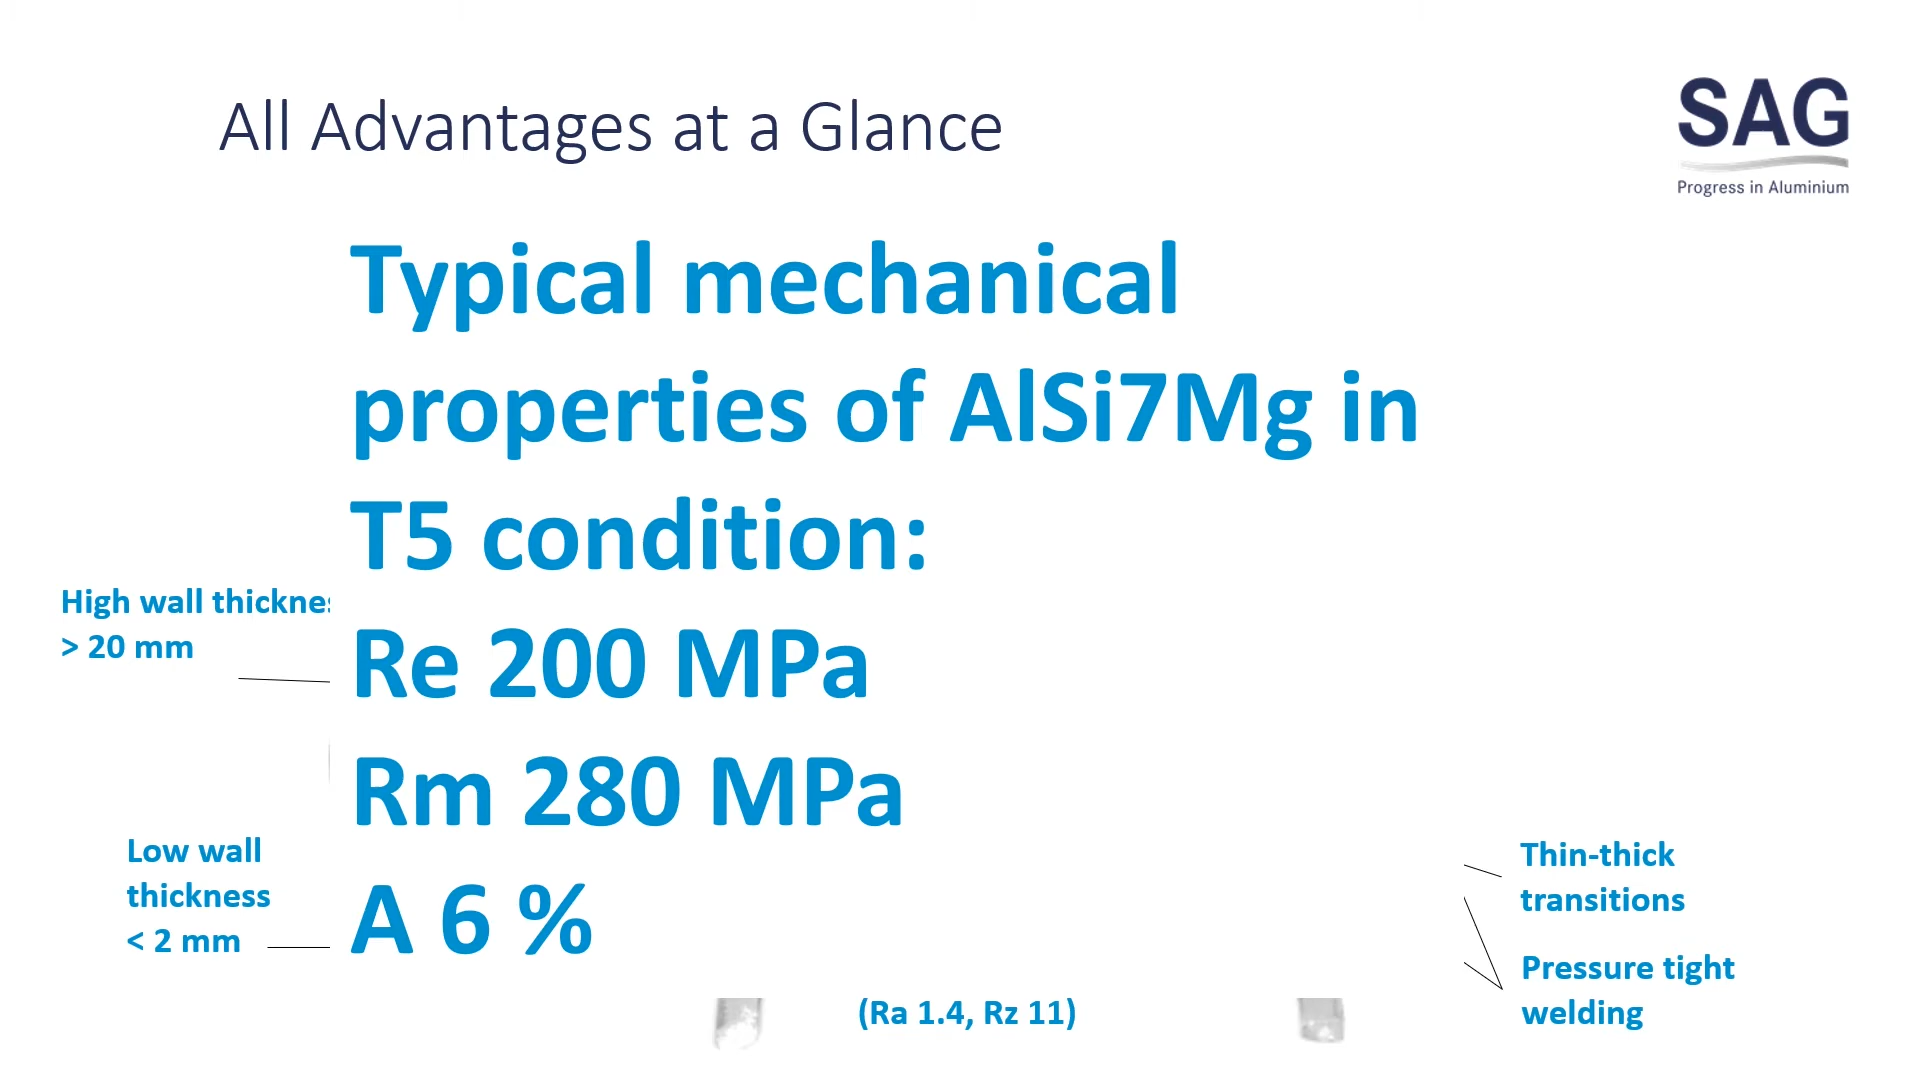 All Advantages at a Glance
SAG
Progress in Aluminium
Typical mechanical
properties of AlSi7Mg in
T5 condition:
Re 200 MPa
Rm 280 MPa
A 6 %
High wall
> 20 mm
Low wall
thickness
< 2 mm
Thin-thick
transitions
Pressure tight
welding
(Ra 1.4, Rz 11)